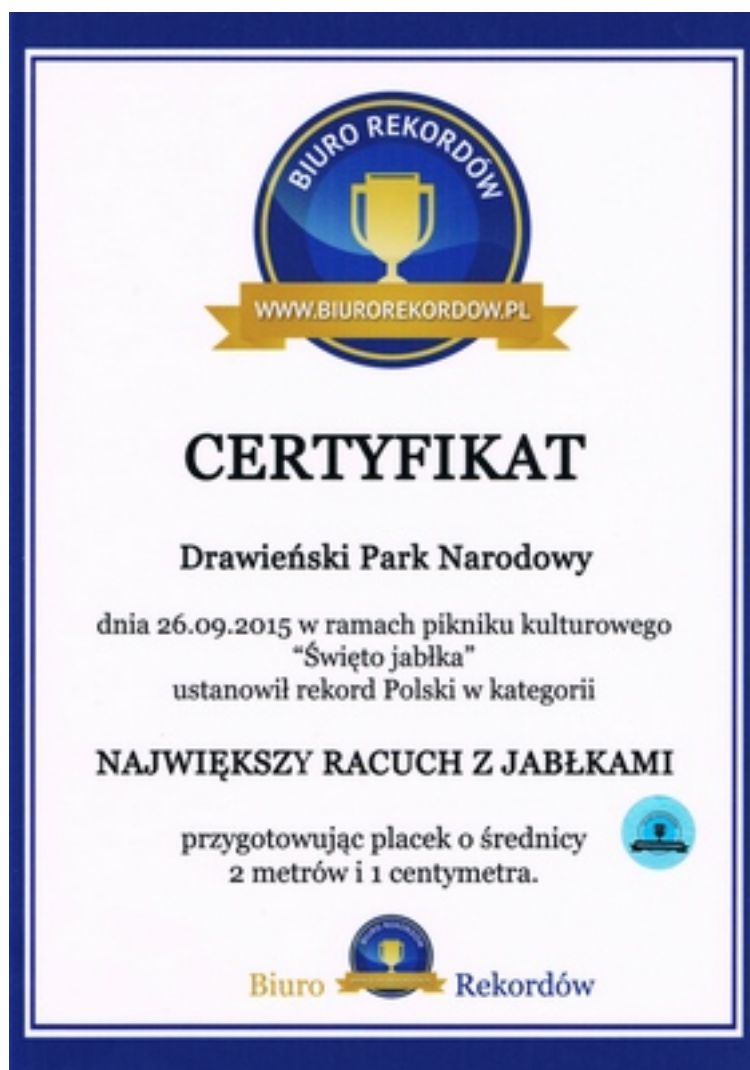 BIURO REKORDÓW
WWW.BIUROREKORDOW.PL
CERTYFIKAT
Drawieński Park Narodowy
dnia 26.09.2015 w ramach pikniku kulturowego
"Święto jabłka"
ustanowił rekord Polski w kategorii
NAJWIĘKSZY RACUCH Z JABŁKAMI
przygotowując placek o średnicy
2 metrów i 1 centymetra.
Biuro Rekordów